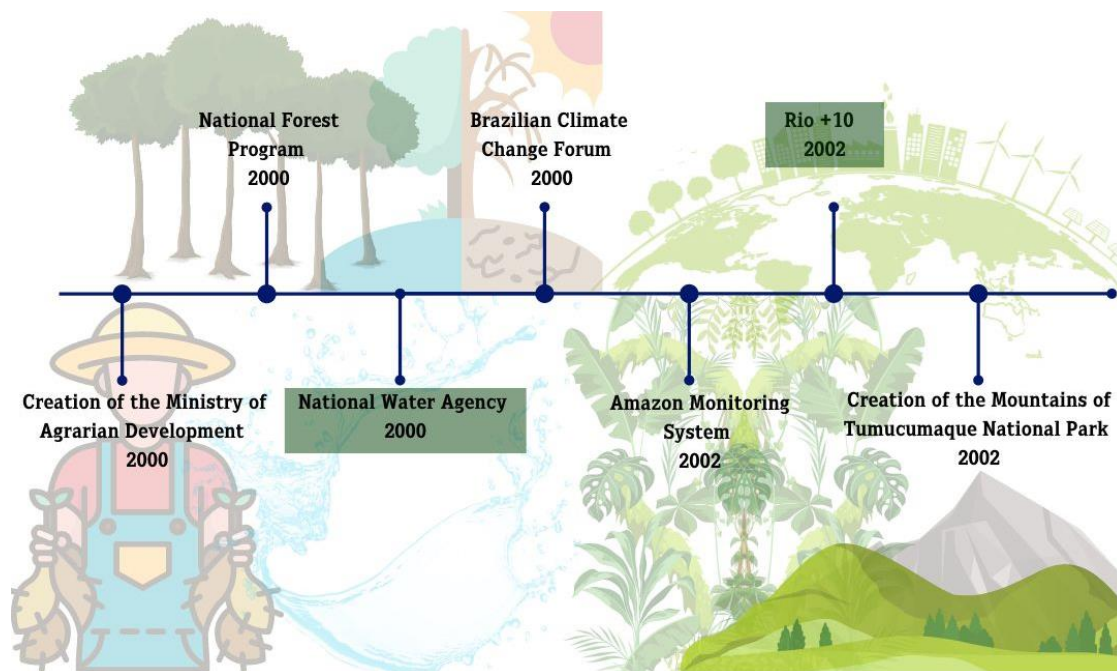 National Forest
Program
2000
Brazilian Climate
Change Forum
2000
Rio +10
2002
Creation of the Ministry of
Agrarian Development
2000
National Water Agency
2000
Amazon Monitoring
System
2002
Creation of the Mountains of
Tumucumaque National Park
2002